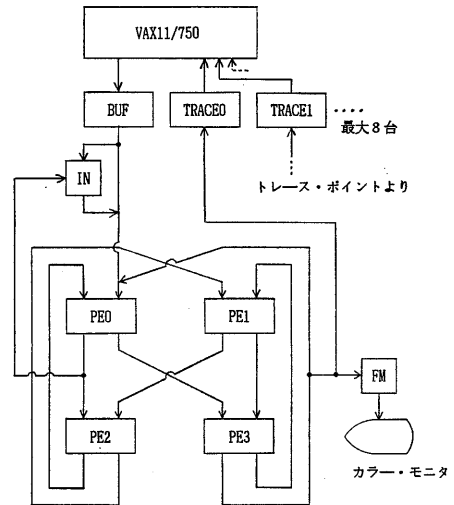 VAX11/750
BUF
TRACE0
TRACE1
‥‥
最大8台
IN
トレース・ポイントより
PE0
PE1
FM
PE2
PE3
カラー・モニタ